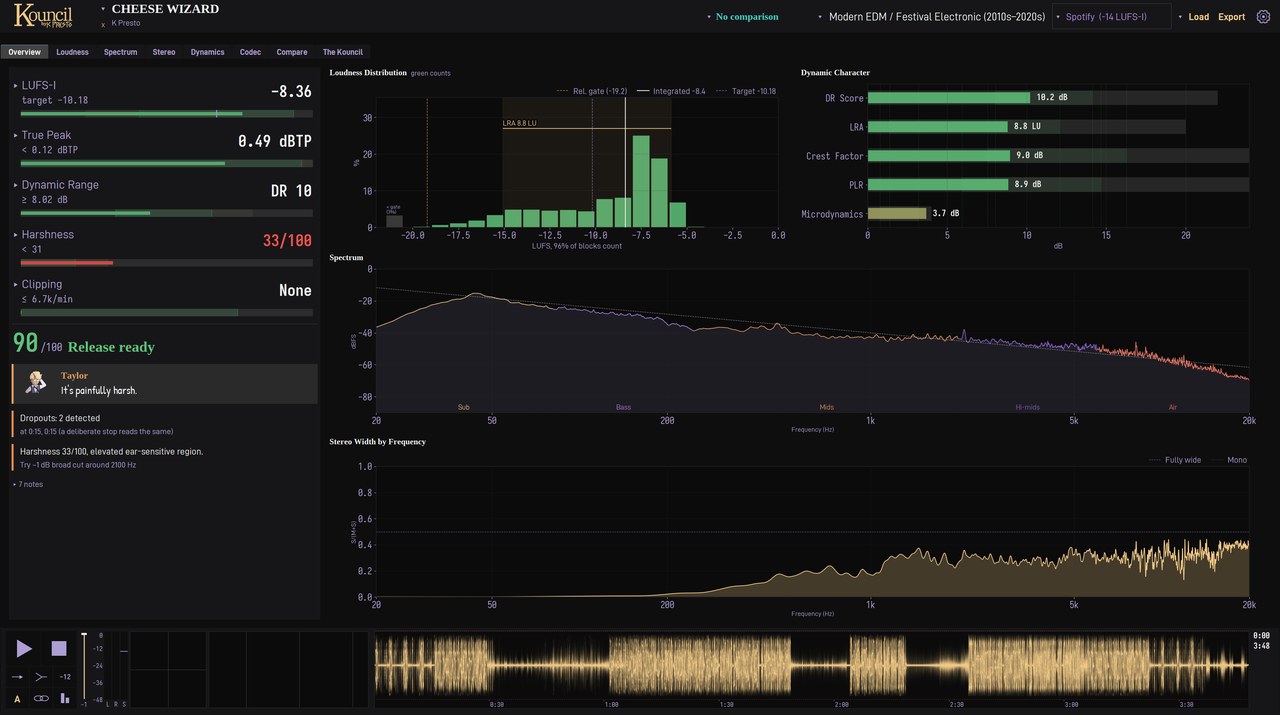 Kouncil
by K PRESTO
CHEESE WIZARD
K Presto
No comparison
Modern EDM / Festival Electronic (2010s–2020s)
Spotify (-14 LUFS-I)
Load
Export
Overview
Loudness
Spectrum
Stereo
Dynamics
Codec
Compare
The Kouncil
LUFS-I
-8.36
target -10.18
True Peak
0.49 dBTP
< 0.12 dBTP
Dynamic Range
DR 10
≥ 8.02 dB
Harshness
33/100
< 31
Clipping
None
≤ 6.7k/min
90 /100 Release ready
Taylor
It's painfully harsh.
Dropouts: 2 detected
at 0:15, 0:15 (a deliberate stop reads the same)
Harshness 33/100, elevated ear-sensitive region.
Try -1 dB broad cut around 2100 Hz
7 notes
Loudness Distribution green counts
Rel. gate (-19.2)
Integrated -8.4
Target -10.18
LRA 8.8 LU
30
20
%
10
0
-20.0 -17.5 -15.0 -12.5 -10.0 -7.5 -5.0 -2.5 0.0
LUFS, 96% of blocks count
Dynamic Character
DR Score 10.2 dB
LRA 8.8 LU
Crest Factor 9.0 dB
PLR 8.9 dB
Microdynamics 3.7 dB
0 5 10 15 20
dB
Spectrum
0
-20
-40
dBFS
-60
-80
Sub Bass Mids Hi-mids Air
20 50 200 1k 5k 20k
Frequency (Hz)
Stereo Width by Frequency
Fully wide
Mono
1.0
0.8
0.6
S/(M+S)
0.4
0.2
0.0
20 50 200 1k 5k 20k
Frequency (Hz)
8
-12
-24
-36
-48
-12
A
-1 L R S
0:00
3:48
0:30 1:00 1:30 2:00 2:30 3:00 3:30